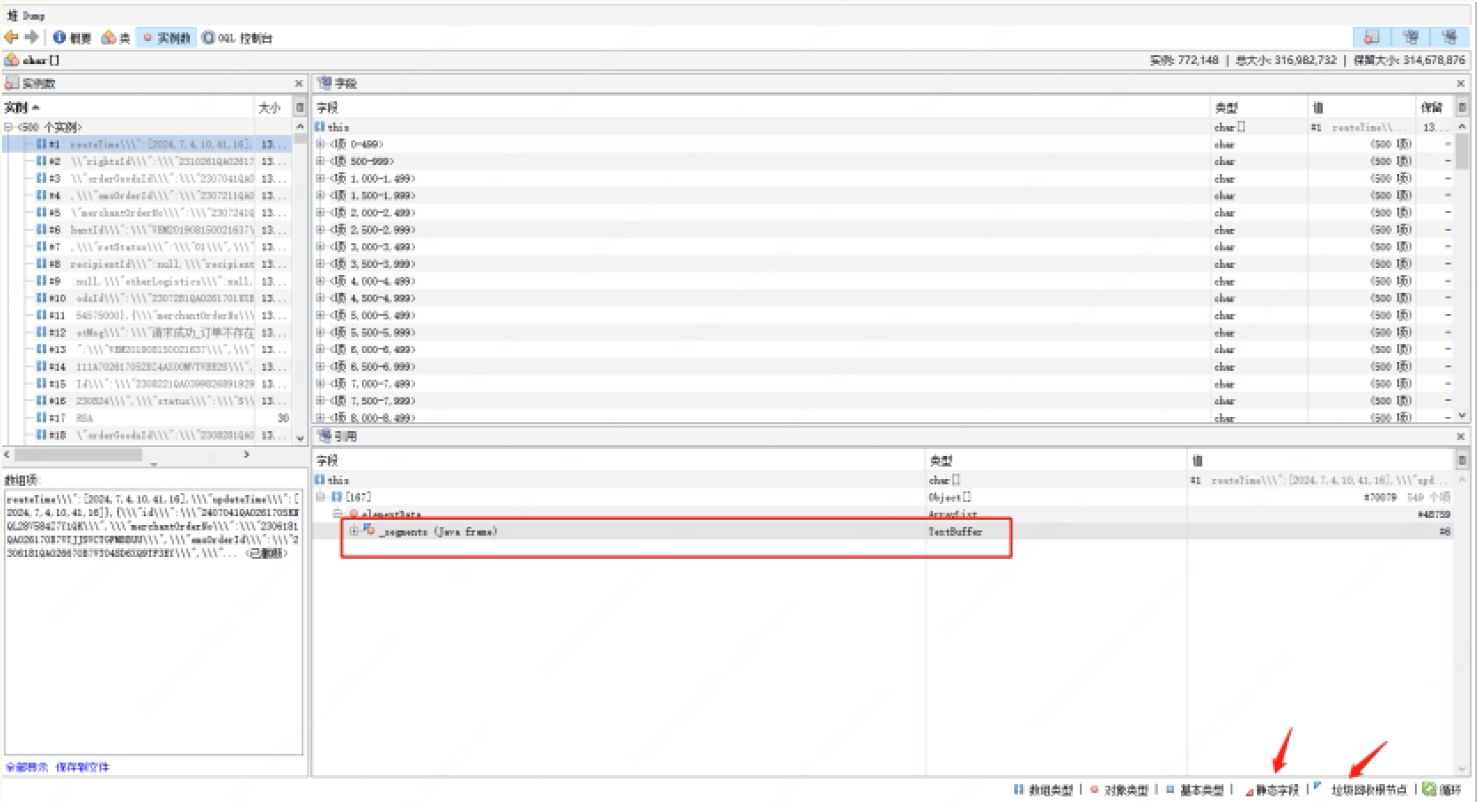 堆 Dump
概要 类 实例数 OQL 控制台
char[] 实例: 772,148 | 总大小: 316,982,732 | 保留大小: 314,678,876
实例数 × 字段 ×
实例 大小 字段 类型 值 保留
<500 个实例> this char[] #1 routeTime\\... 13...
#1 routeTime\\\":[2024,7,4,10,41,16], 13... <项 0-499> char (500 项) -
#2 \\"rightsId\\\":\\\"2310261QA02617 13... <项 500-999> char (500 项) -
#3 \\"orderGoodsId\\\":\\\"2307041QA0 13... <项 1,000-1,499> char (500 项) -
#4 ,\\\"omsOrderId\\\":\\\"2307211QA0 13... <项 1,500-1,999> char (500 项) -
#5 \"merchantOrderNo\\\":\\\"2307241Q 13... <项 2,000-2,499> char (500 项) -
#6 hantId\\\":\\\"VEM201908150021637\ 13... <项 2,500-2,999> char (500 项) -
#7 ,\\\"retStatus\\\":\\\"01\\\",\\\" 13... <项 3,000-3,499> char (500 项) -
#8 recipientId\\\":null,\\\"recipient 13... <项 3,500-3,999> char (500 项) -
#9 :null,\\\"otherLogistics\\\":null, 13... <项 4,000-4,499> char (500 项) -
#10 odsId\\\":\\\" 13... <项 4,500-4,999> char (500 项) -
#11 54575000},{\\\"merchantOrderNo\\\ 13... <项 5,000-5,499> char (500 项) -
#12 etMsg\\\":\\\"请求成功_订单不存在 13... <项 5,500-5,999> char (500 项) -
#13 ":\\\"VEM201908150021637\\\",\\\" 13... <项 6,000-6,499> char (500 项) -
#14 13... <项 6,500-6,999> char (500 项) -
#15 Id\\\":\\\"2308221QA0399826891929 13... <项 7,000-7,499> char (500 项) -
#16 230824\\\",\\\"status\\\":\\\"S\\ 13... <项 7,500-7,999> char (500 项) -
#17 RSA 30 <项 8,000-8,499> char (500 项) -
#18 \"orderGoodsId\\\":\\\"2308281QA0 13...
引用 ×
字段 类型 值
数组项: this char[] #1 routeTime\\\":[2024,7,4,10,41,16],\\\"upd...
routeTime\\\":[2024,7,4,10,41,16],\\\"updateTime\\\":[ [167] Object[] #70079 549 个项
2024,7,4,10,41,16]},{\\\"id\\\": elementData ArrayList #48759
\\\",\\\"merchantOrderNo\\\":\\\"2306181 _segments (Java frame) TextBuffer #6
\\\",\\\"omsOrderId\\\":\\\"2
\\\",\\\"... <已删断>
全部显示 保存到文件
数组类型 | 对象类型 | 基本类型 | 静态字段 | 垃圾回收根节点 | 循环